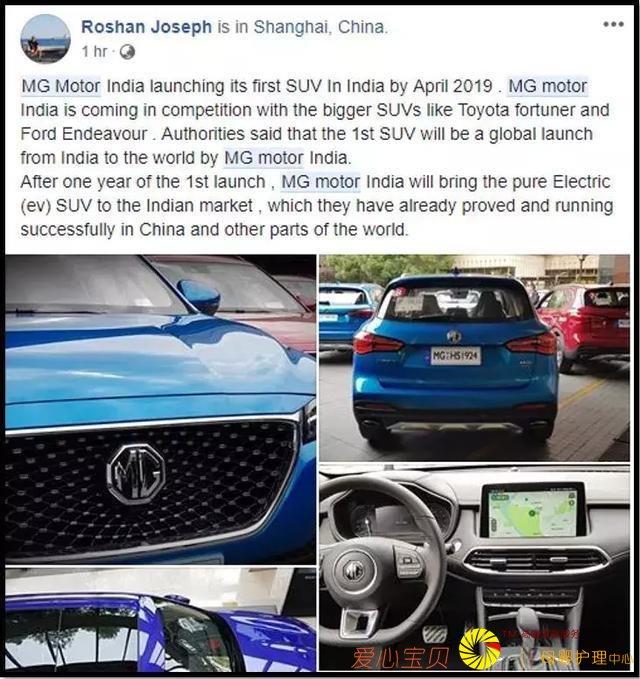 Roshan Joseph is in Shanghai, China.
1 hr ·
MG Motor India launching its first SUV In India by April 2019 . MG motor
India is coming in competition with the bigger SUVs like Toyota fortuner and
Ford Endeavour . Authorities said that the 1st SUV will be a global launch
from India to the world by MG motor India.
After one year of the 1st launch , MG motor India will bring the pure Electric
(ev) SUV to the Indian market , which they have already proved and running
successfully in China and other parts of the world.
MG
MG·HS1924
MG
爱心宝贝
母婴护理中心